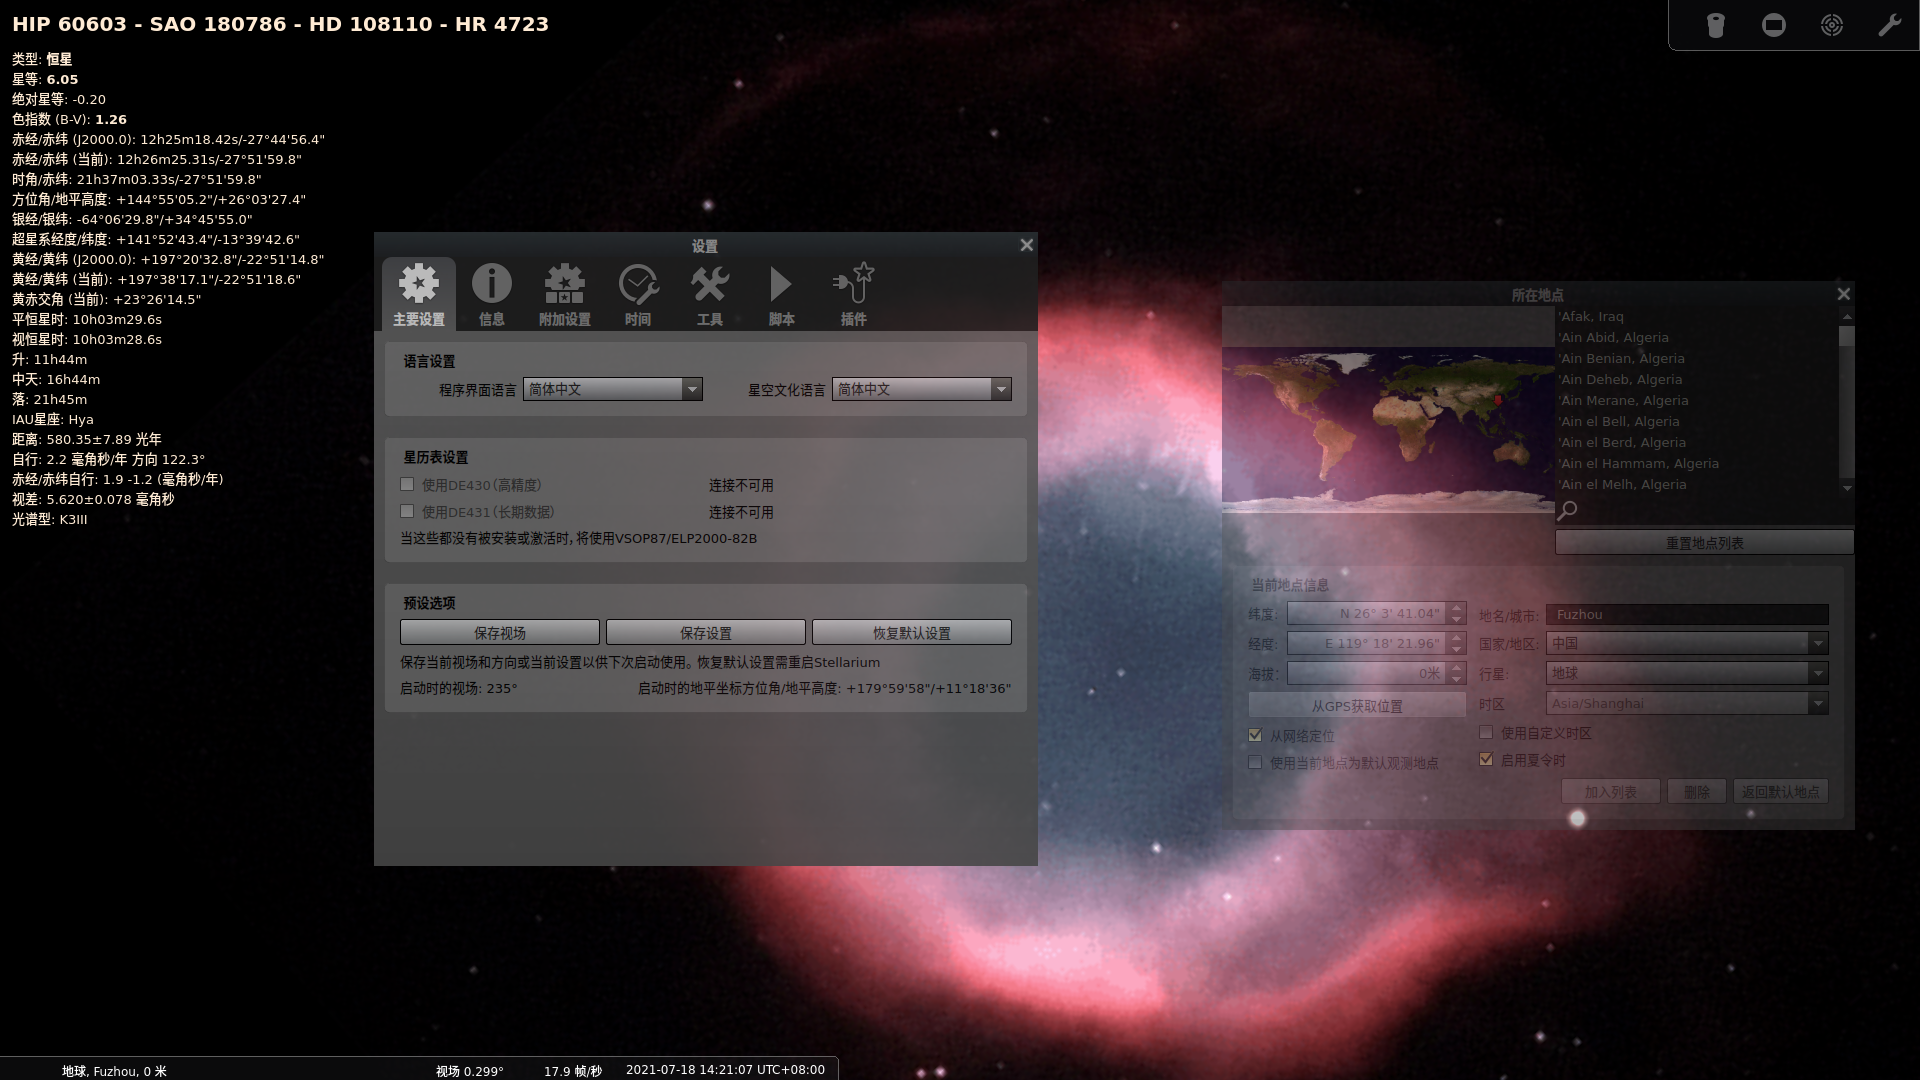 HIP 60603 - SAO 180786 - HD 108110 - HR 4723
类型: 恒星
星等: 6.05
绝对星等: -0.20
色指数 (B-V): 1.26
赤经/赤纬 (J2000.0): 12h25m18.42s/-27°44'56.4"
赤经/赤纬 (当前): 12h26m25.31s/-27°51'59.8"
时角/赤纬: 21h37m03.33s/-27°51'59.8"
方位角/地平高度: +144°55'05.2"/+26°03'27.4"
银经/银纬: -64°06'29.8"/+34°45'55.0"
超星系经度/纬度: +141°52'43.4"/-13°39'42.6"
黄经/黄纬 (J2000.0): +197°20'32.8"/-22°51'14.8"
黄经/黄纬 (当前): +197°38'17.1"/-22°51'18.6"
黄赤交角 (当前): +23°26'14.5"
平恒星时: 10h03m29.6s
视恒星时: 10h03m28.6s
升: 11h44m
中天: 16h44m
落: 21h45m
IAU星座: Hya
距离: 580.35±7.89 光年
自行: 2.2 毫角秒/年 方向 122.3°
赤经/赤纬自行: 1.9 -1.2 (毫角秒/年)
视差: 5.620±0.078 毫角秒
光谱型: K3III
设置
主要设置 信息 附加设置 时间 工具 脚本 插件
语言设置
程序界面语言 简体中文 星空文化语言 简体中文
星历表设置
使用DE430（高精度） 连接不可用
使用DE431（长期数据） 连接不可用
当这些都没有被安装或激活时，将使用VSOP87/ELP2000-82B
预设选项
保存视场 保存设置 恢复默认设置
保存当前视场和方向或当前设置以供下次启动使用。恢复默认设置需重启Stellarium
启动时的视场: 235° 启动时的地平坐标方位角/地平高度: +179°59'58"/+11°18'36"
所在地点
'Afak, Iraq
'Ain Abid, Algeria
'Ain Benian, Algeria
'Ain Deheb, Algeria
'Ain Merane, Algeria
'Ain el Bell, Algeria
'Ain el Berd, Algeria
'Ain el Hammam, Algeria
'Ain el Melh, Algeria
重置地点列表
当前地点信息
纬度: N 26° 3' 41.04" 地名/城市: Fuzhou
经度: E 119° 18' 21.96" 国家/地区: 中国
海拔: 0米 行星: 地球
从GPS获取位置 时区 Asia/Shanghai
从网络定位 使用自定义时区
使用当前地点为默认观测地点 启用夏令时
加入列表 删除 返回默认地点
地球, Fuzhou, 0 米 视场 0.299° 17.9 帧/秒 2021-07-18 14:21:07 UTC+08:00